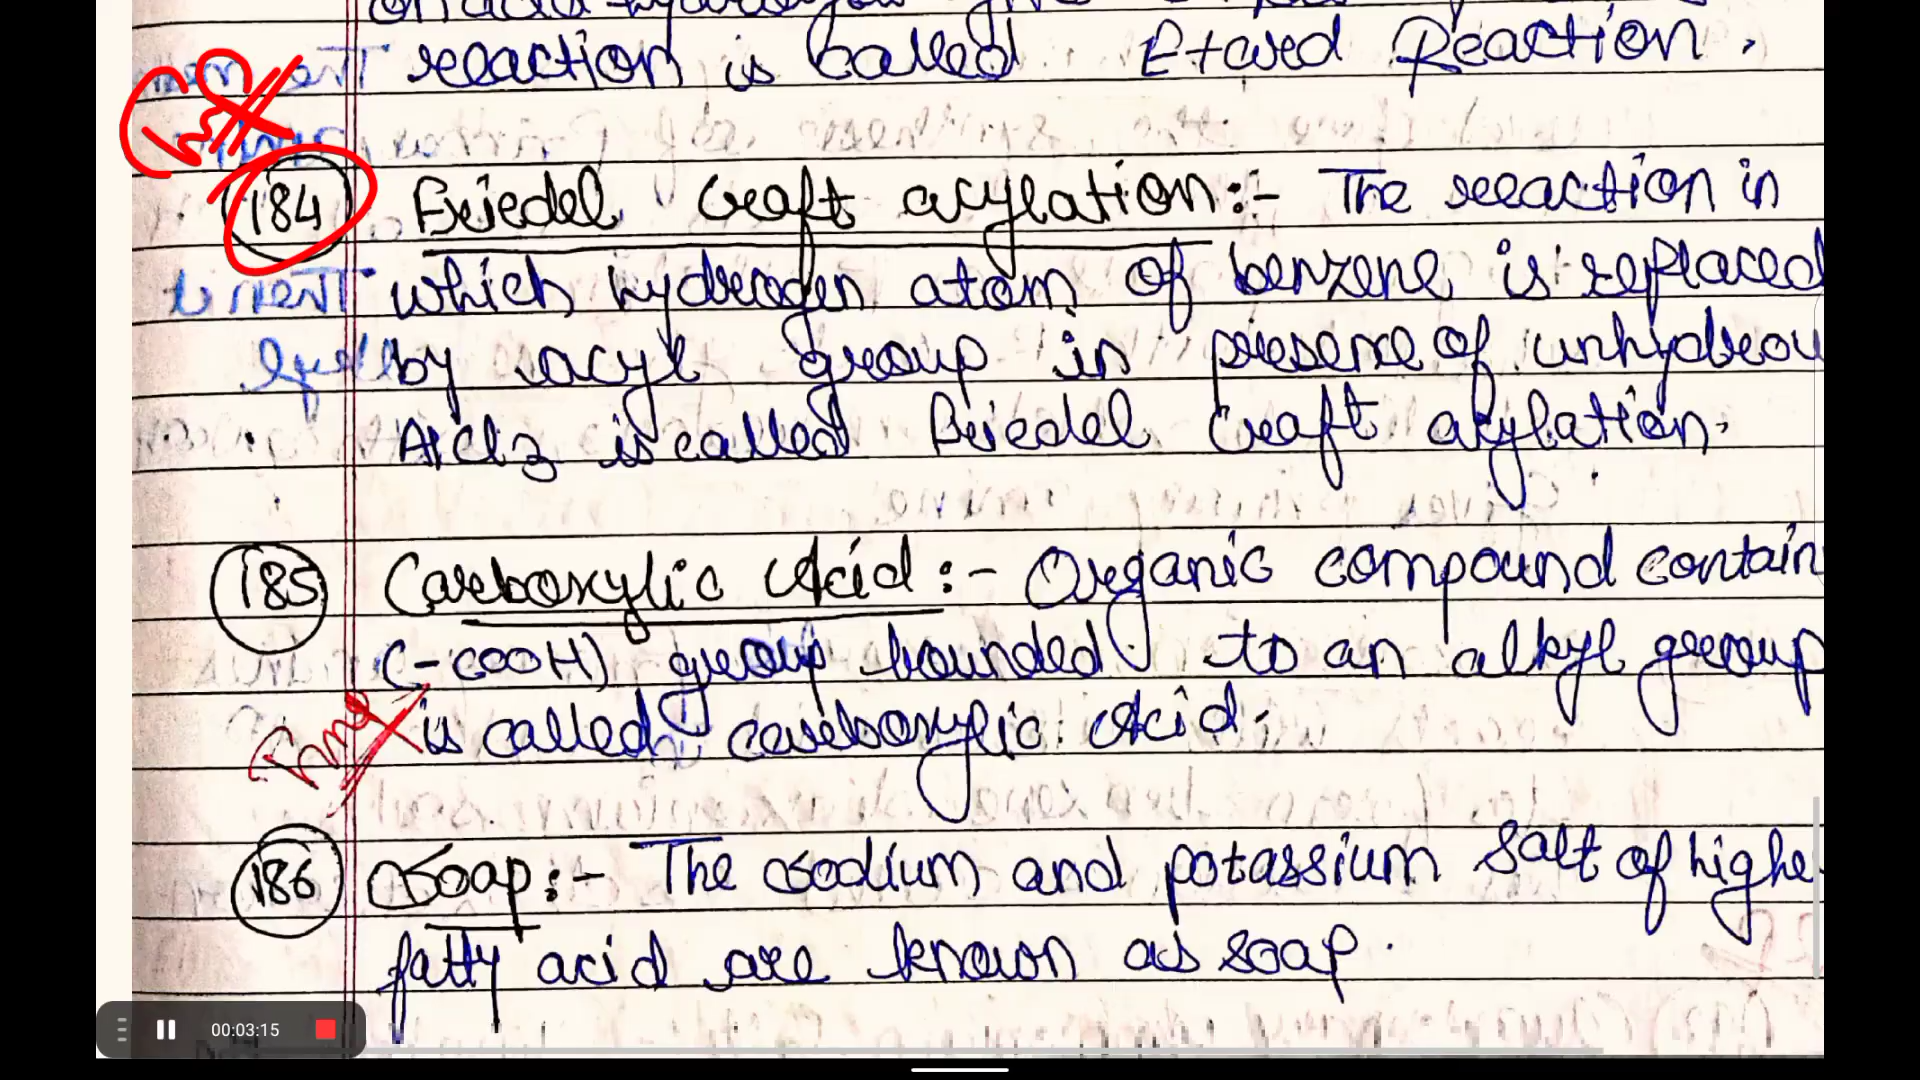 reaction is called Etard Reaction.
184 Friedel craft acylation:- The reaction in
which hydrogen atom of benzene is replaced
by acyl group in presense of unhydrou
AlCl3 is called Friedel craft acylation.
185 Carboxylic Acid:- Organic compound contain
(-COOH) group bounded to an alkyl group
is called carboxylic Acid.
186 Soap:- The sodium and potassium salt of highe
fatty acid are known as soap.
00:03:15